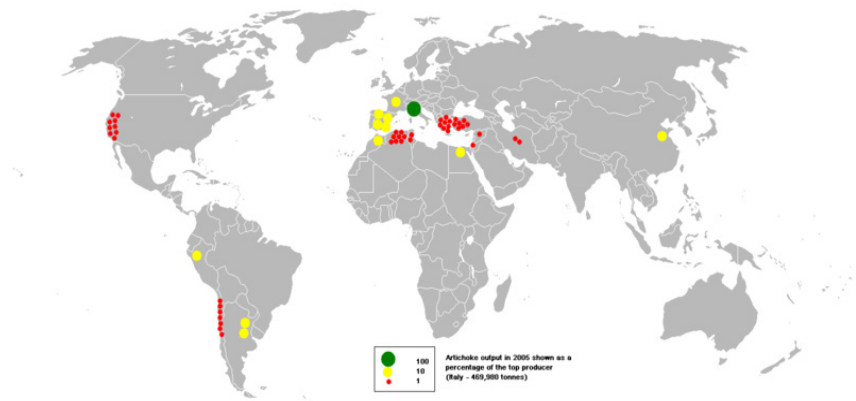 100
10
1
Artichoke output in 2005 shown as a
percentage of the top producer
(Italy - 469,980 tonnes)